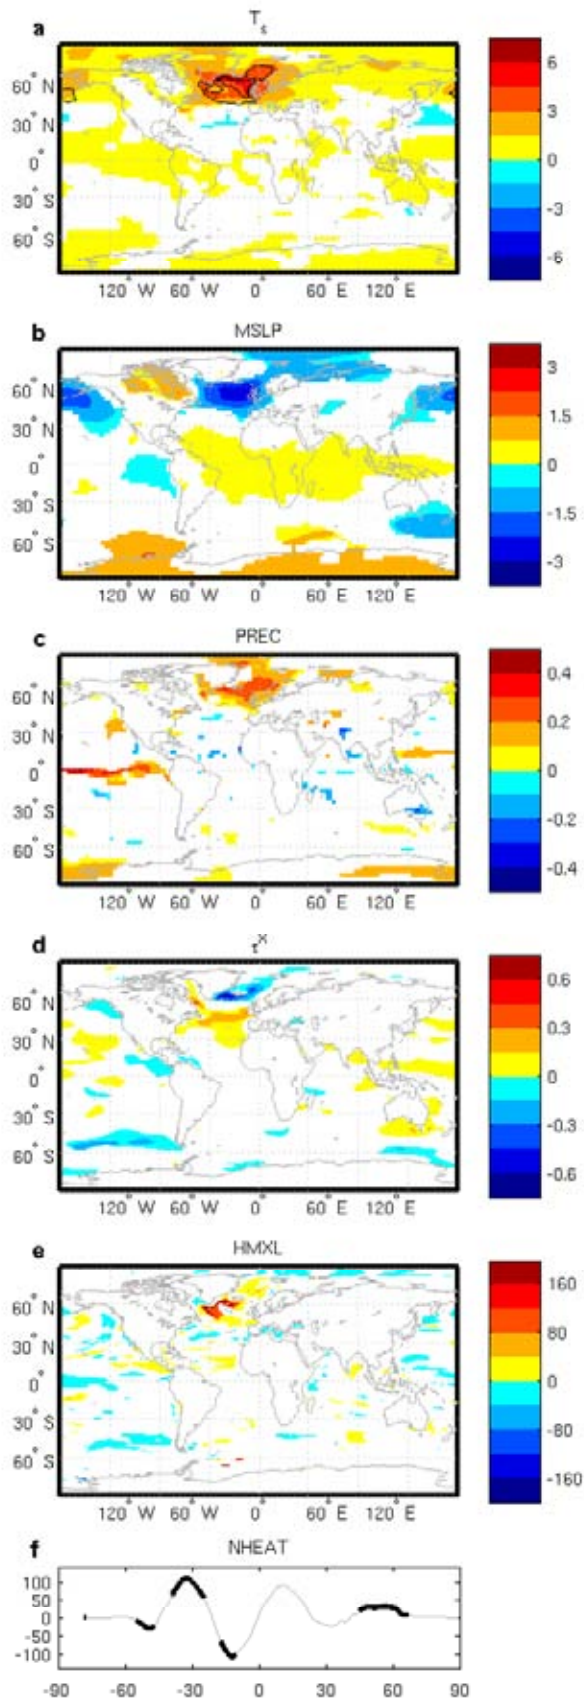 a
T_s
60° N
30° N
0°
30° S
60° S
120° W 60° W 0° 60° E 120° E
6
3
0
-3
-6
b
MSLP
60° N
30° N
0°
30° S
60° S
120° W 60° W 0° 60° E 120° E
3
1.5
0
-1.5
-3
c
PREC
60° N
30° N
0°
30° S
60° S
120° W 60° W 0° 60° E 120° E
0.4
0.2
0
-0.2
-0.4
d
τ^x
60° N
30° N
0°
30° S
60° S
120° W 60° W 0° 60° E 120° E
0.6
0.3
0
-0.3
-0.6
e
HMXL
60° N
30° N
0°
30° S
60° S
120° W 60° W 0° 60° E 120° E
160
80
0
-80
-160
f
NHEAT
100
50
0
-50
-100
-90 -60 -30 0 30 60 90